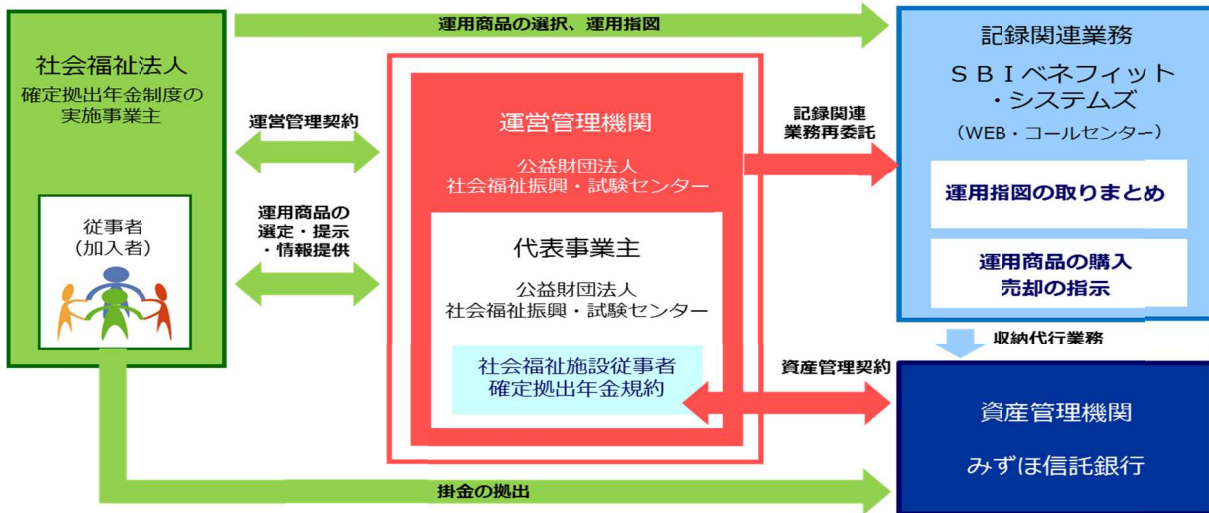 運用商品の選択、運用指図
社会福祉法人
確定拠出年金制度の
実施事業主
従事者
(加入者)
運営管理契約
運用商品の
選定・提示
・情報提供
運営管理機関
公益財団法人
社会福祉振興・試験センター
代表事業主
公益財団法人
社会福祉振興・試験センター
社会福祉施設従事者
確定拠出年金規約
記録関連
業務再委託
記録関連業務
ＳＢＩベネフィット
・システムズ
(WEB・コールセンター)
運用指図の取りまとめ
運用商品の購入
売却の指示
収納代行業務
資産管理契約
資産管理機関
みずほ信託銀行
掛金の拠出